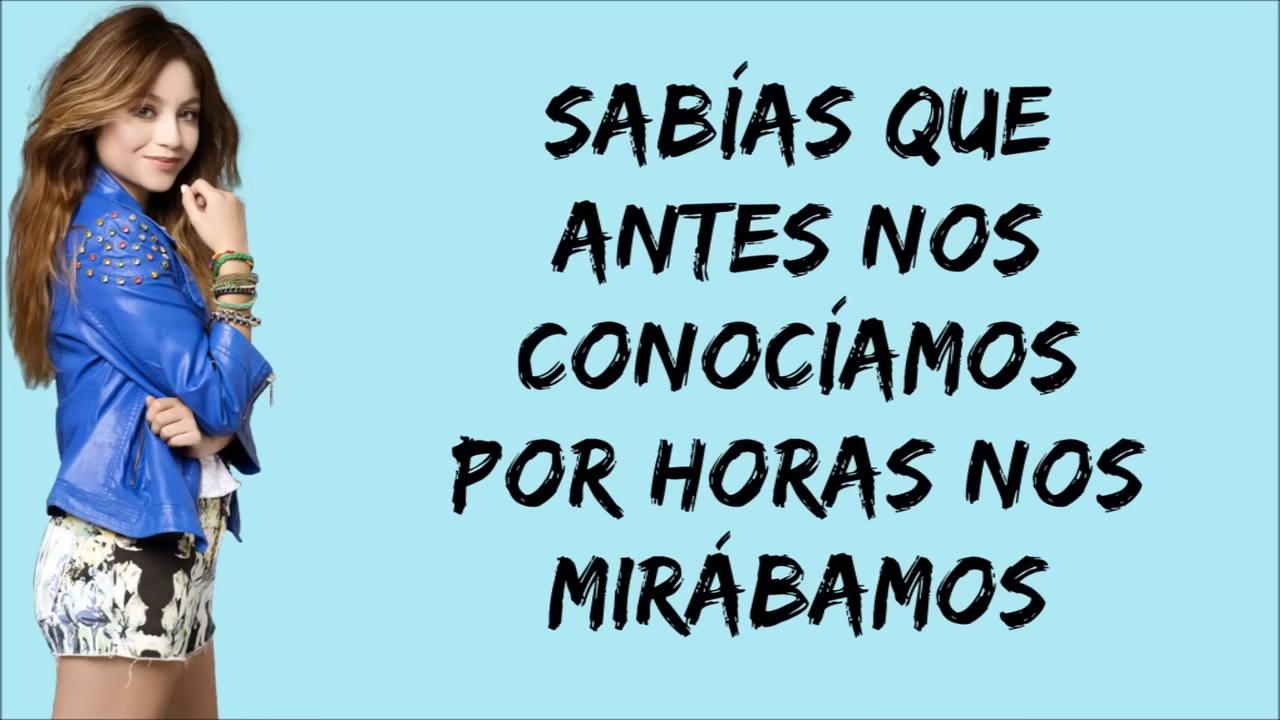 SABÍAS QUE
ANTES NOS
CONOCÍAMOS
POR HORAS NOS
MIRÁBAMOS